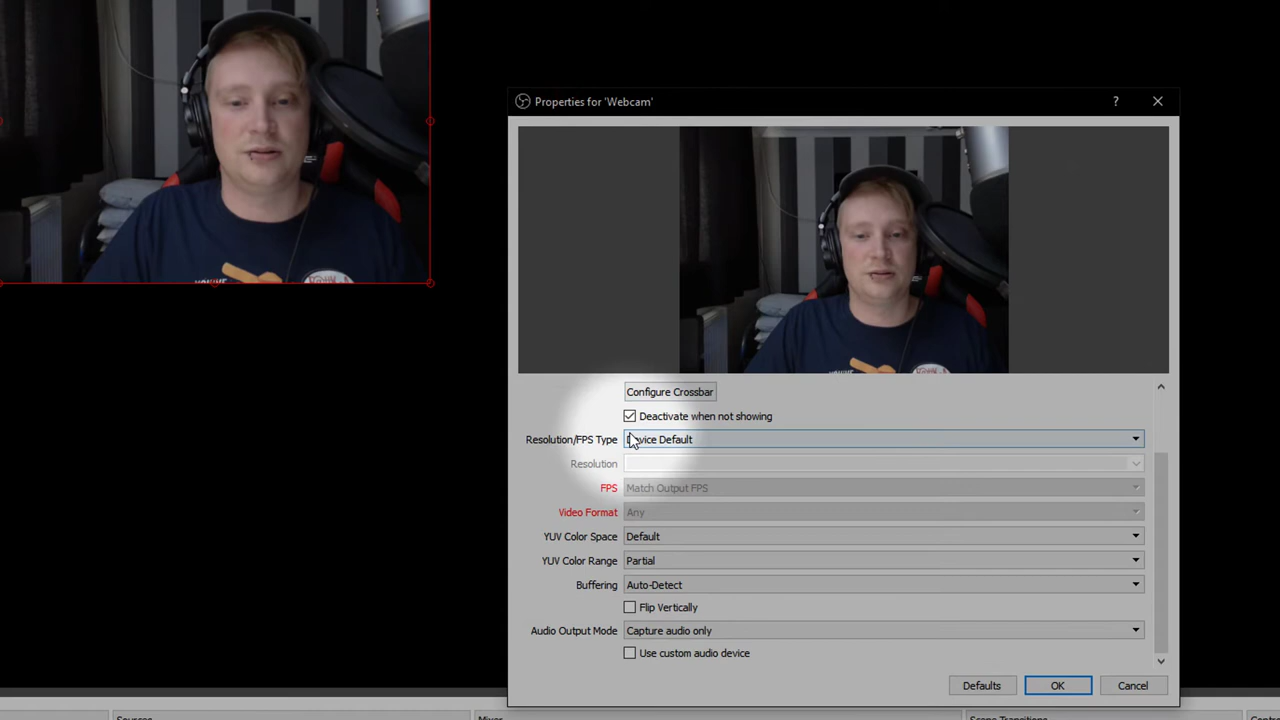 Properties for 'Webcam'
?
Configure Crossbar
Deactivate when not showing
Resolution/FPS Type Device Default
Resolution
FPS Match Output FPS
Video Format Any
YUV Color Space Default
YUV Color Range Partial
Buffering Auto-Detect
Flip Vertically
Audio Output Mode Capture audio only
Use custom audio device
Defaults OK Cancel
Sources Mixer Scene Transitions